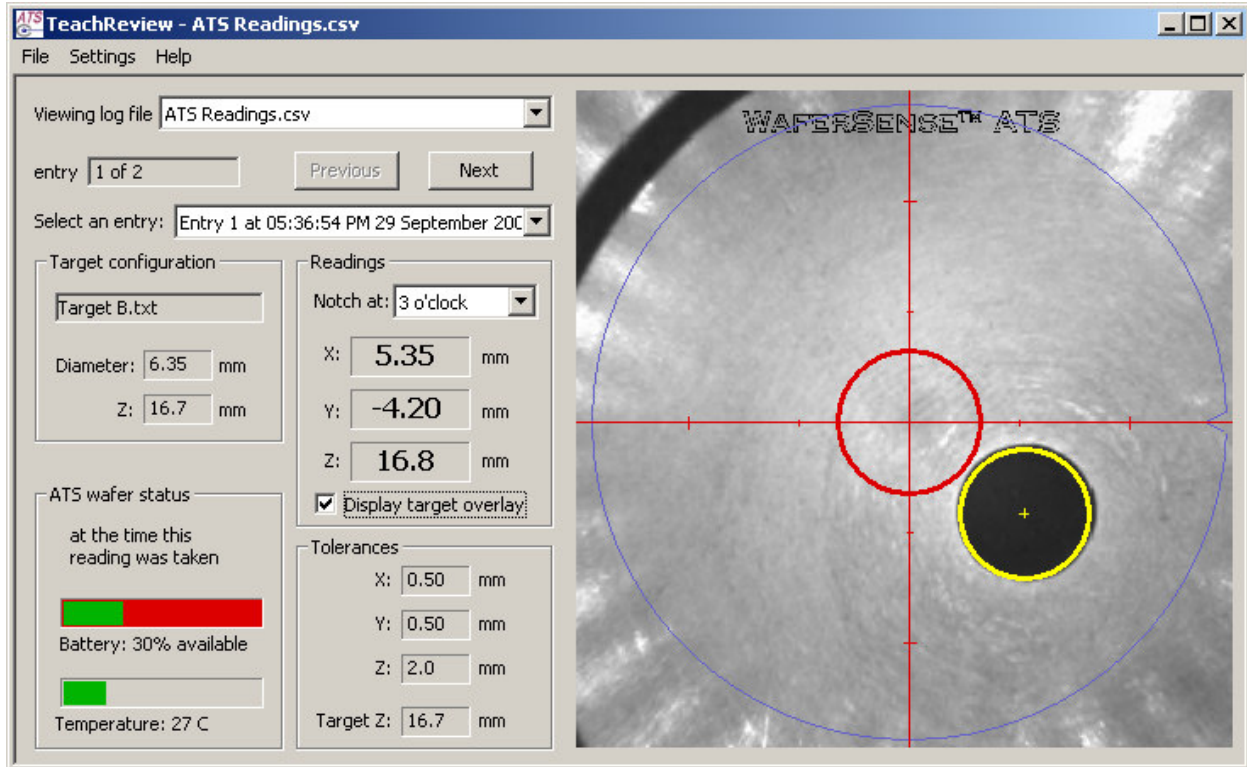 ATS
TeachReview - ATS Readings.csv
File Settings Help
Viewing log file ATS Readings.csv
entry 1 of 2 Previous Next
Select an entry: Entry 1 at 05:36:54 PM 29 September 200
Target configuration
Target B.txt
Diameter: 6.35 mm
Z: 16.7 mm
Readings
Notch at: 3 o'clock
X: 5.35 mm
Y: -4.20 mm
Z: 16.8 mm
Display target overlay
ATS wafer status
at the time this
reading was taken
Battery: 30% available
Temperature: 27 C
Tolerances
X: 0.50 mm
Y: 0.50 mm
Z: 2.0 mm
Target Z: 16.7 mm
WAFERSENSE™ ATS